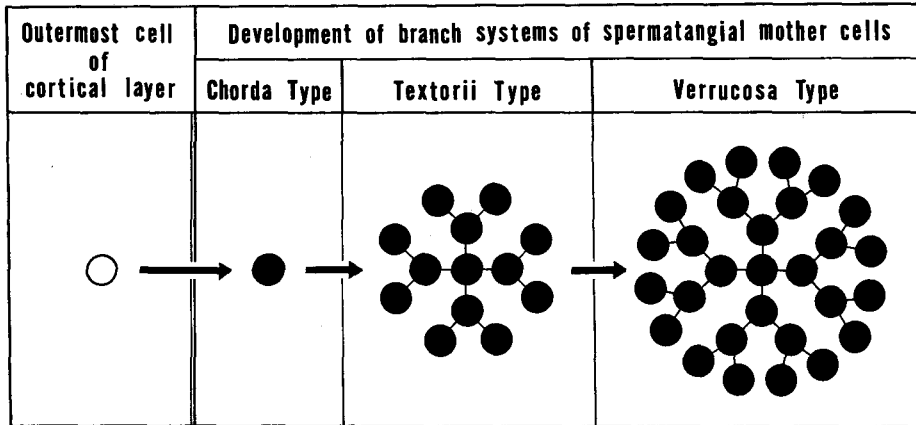 Outermost cell
of
cortical layer
Development of branch systems of spermatangial mother cells
Chorda Type
Textorii Type
Verrucosa Type